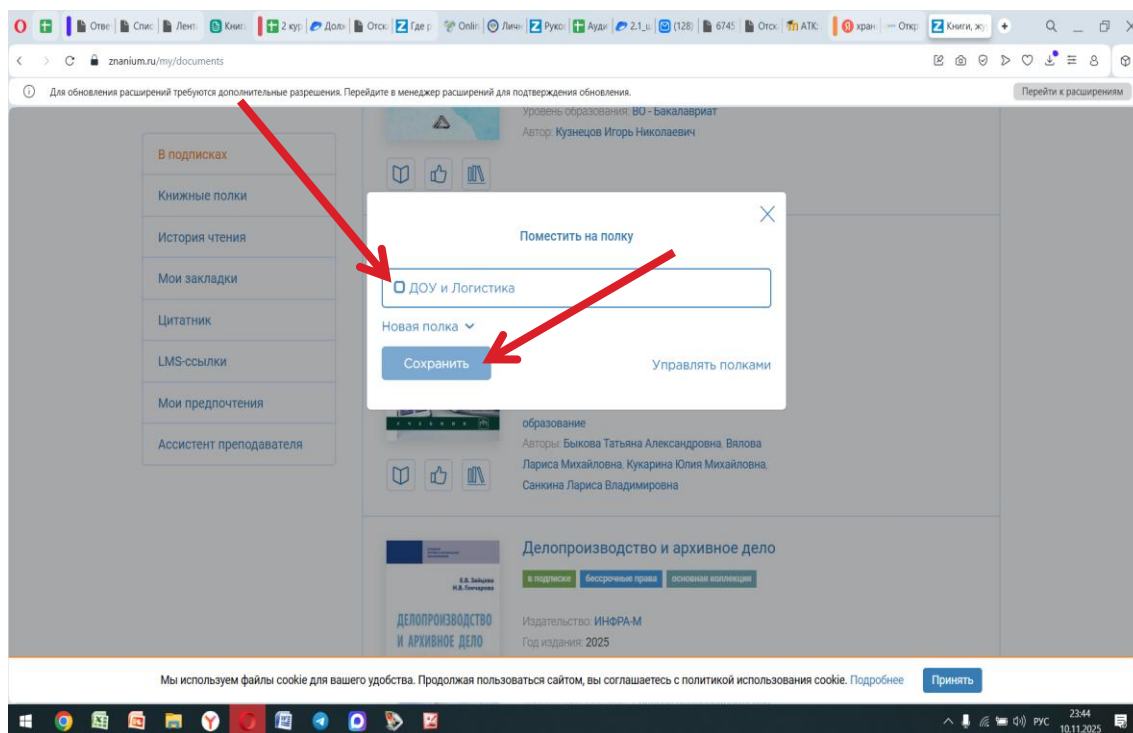 Отве
Спис
Лент
Книг
2 кур
Доли
Отск
Где р
Onlin
Личн
Руко
Ауди
2.1_ц
(128)
6745
Отск
АТК:
хран
Откр
Книги, жу
znanium.ru/my/documents
Для обновления расширений требуются дополнительные разрешения. Перейдите в менеджер расширений для подтверждения обновления.
Перейти к расширениям
Уровень образования: ВО - Бакалавриат
Автор: Кузнецов Игорь Николаевич
В подписках
Книжные полки
История чтения
Мои закладки
Цитатник
LMS-ссылки
Мои предпочтения
Ассистент преподавателя
Поместить на полку
ДОУ и Логистика
Новая полка
Сохранить
Управлять полками
УЧЕБНИК
образование
Авторы: Быкова Татьяна Александровна, Вялова
Лариса Михайловна, Кукарина Юлия Михайловна,
Санкина Лариса Владимировна
Е.В. Зайцева
Н.В. Гончарова
ДЕЛОПРОИЗВОДСТВО
И АРХИВНОЕ ДЕЛО
Делопроизводство и архивное дело
в подписке
бессрочные права
основная коллекция
Издательство: ИНФРА-М
Год издания: 2025
Мы используем файлы cookie для вашего удобства. Продолжая пользоваться сайтом, вы соглашаетесь с политикой использования cookie. Подробнее
Принять
РУС
23:44
10.11.2025